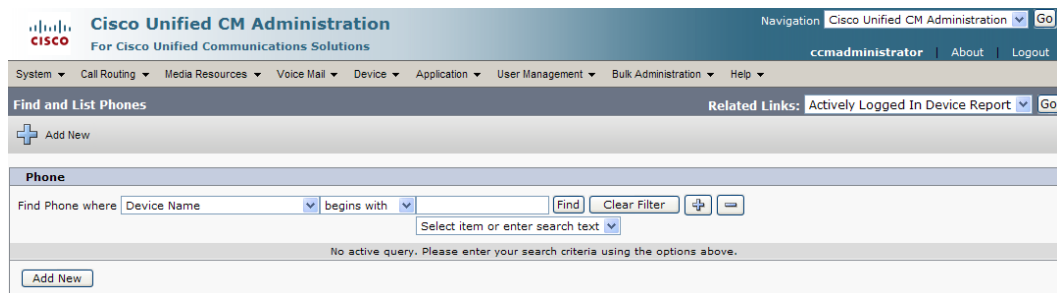 Cisco Unified CM Administration
Navigation Cisco Unified CM Administration Go
CISCO For Cisco Unified Communications Solutions
ccmadministrator | About | Logout
System Call Routing Media Resources Voice Mail Device Application User Management Bulk Administration Help
Find and List Phones Related Links: Actively Logged In Device Report Go
Add New
Phone
Find Phone where Device Name begins with Find Clear Filter
Select item or enter search text
No active query. Please enter your search criteria using the options above.
Add New